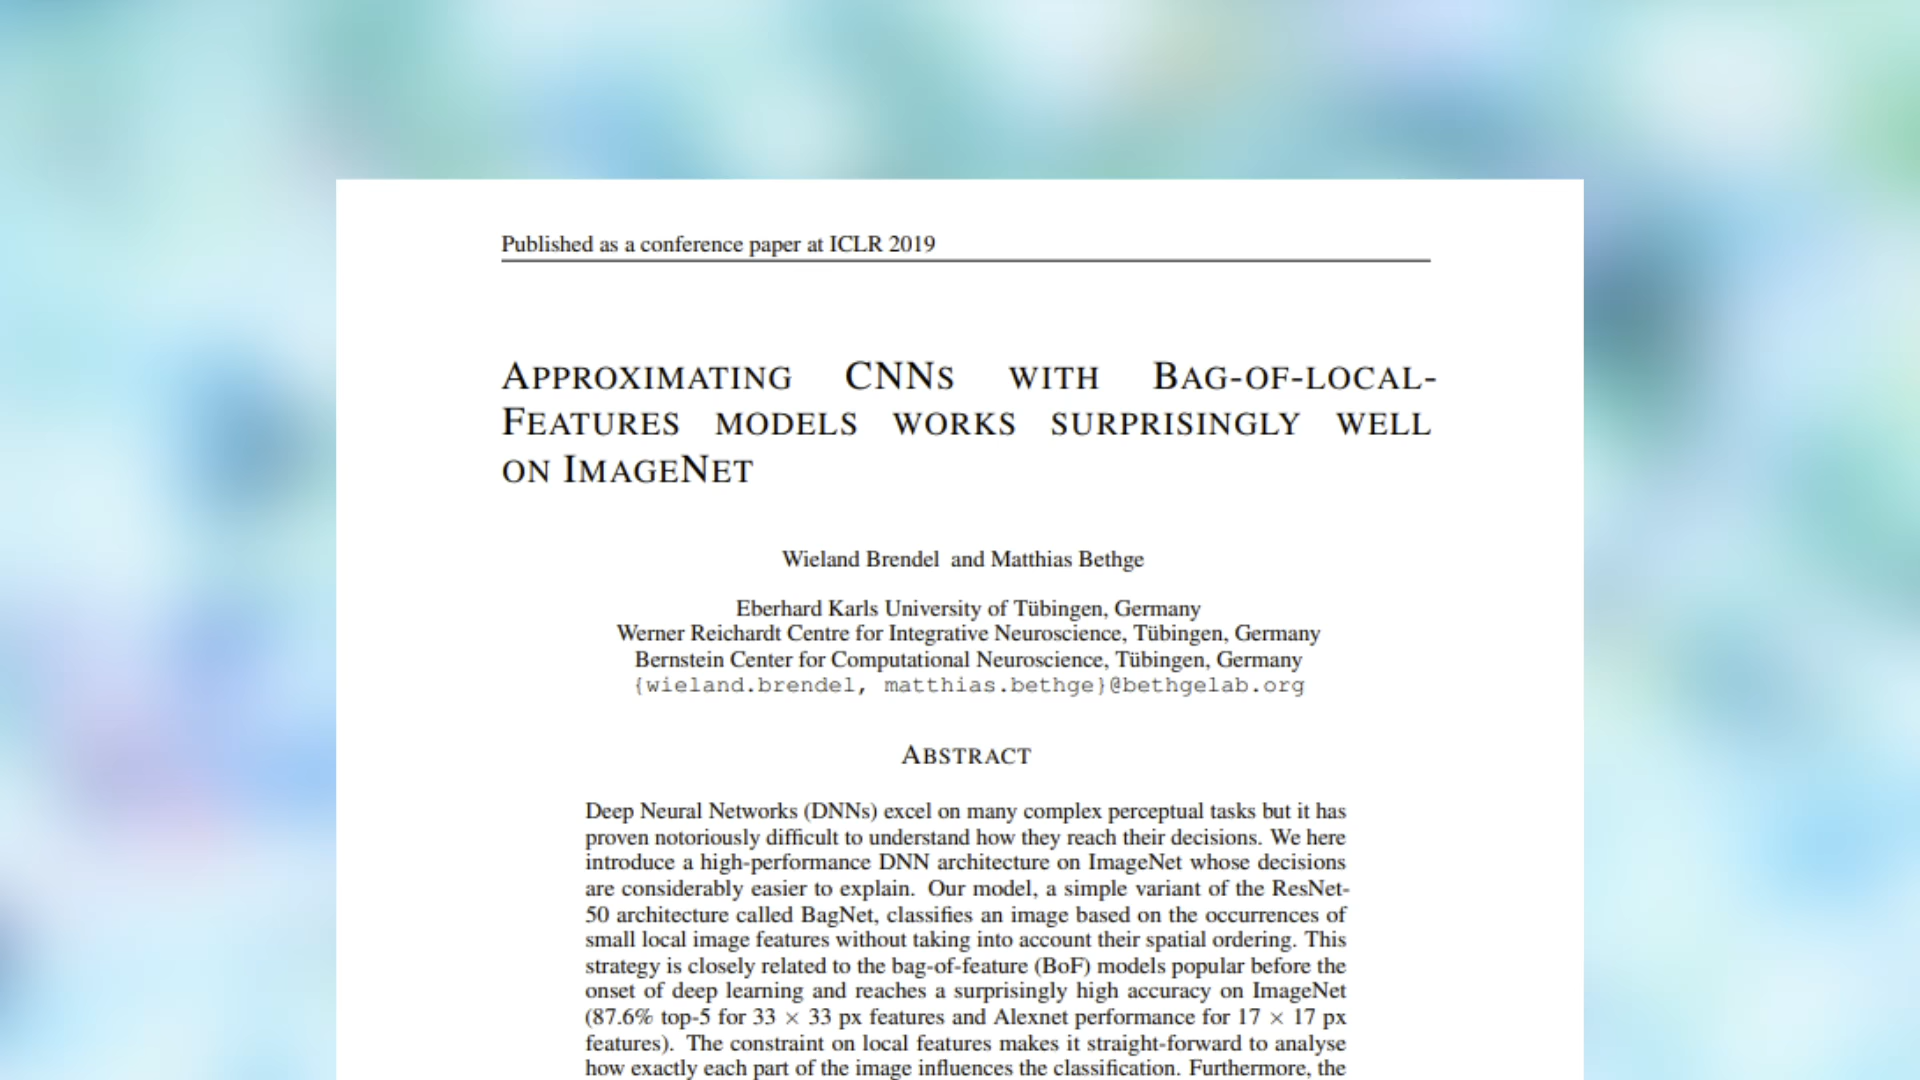 Published as a conference paper at ICLR 2019
APPROXIMATING CNNS WITH BAG-OF-LOCAL-
FEATURES MODELS WORKS SURPRISINGLY WELL
ON IMAGENET
Wieland Brendel and Matthias Bethge
Eberhard Karls University of Tübingen, Germany
Werner Reichardt Centre for Integrative Neuroscience, Tübingen, Germany
Bernstein Center for Computational Neuroscience, Tübingen, Germany
{wieland.brendel, matthias.bethge}@bethgelab.org
ABSTRACT
Deep Neural Networks (DNNs) excel on many complex perceptual tasks but it has
proven notoriously difficult to understand how they reach their decisions. We here
introduce a high-performance DNN architecture on ImageNet whose decisions
are considerably easier to explain. Our model, a simple variant of the ResNet-
50 architecture called BagNet, classifies an image based on the occurrences of
small local image features without taking into account their spatial ordering. This
strategy is closely related to the bag-of-feature (BoF) models popular before the
onset of deep learning and reaches a surprisingly high accuracy on ImageNet
(87.6% top-5 for 33 × 33 px features and Alexnet performance for 17 × 17 px
features). The constraint on local features makes it straight-forward to analyse
how exactly each part of the image influences the classification. Furthermore, the